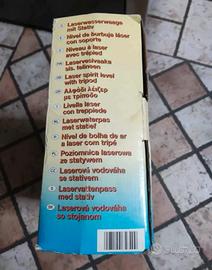 Laserwasserwaage
mit Stativ
Nivel de burbuja láser
con soporte
Niveau à laser
avec trépied
Laservesivaaka
sis. telineen
Laser spirit level
with tripod
Αλφάδι λέιζερ
με τρίποδο
Livella laser
con treppiede
Laserwaterpas
met statief
Nível de bolha de ar
a laser com tripé
Poziomnica laserowa
ze statywem
Laserová vodováha
se stativem
Laservattenpass
med stativ
Laserová vodováha
so stojanom